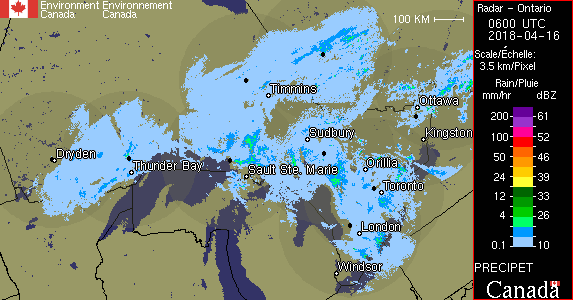 Environment Environnement
Canada Canada
100 KM
Timmins
Ottawa
Sudbury
Kingston
Dryden
Thunder Bay
Sault Ste. Marie
Orillia
Toronto
London
Windsor
Radar - Ontario
0600 UTC
2018-04-16
Scale/Échelle:
3.5 km/Pixel
Rain/Pluie
mm/hr dBZ
200 61
100 52
50 46
24 39
12 33
4 26
0.1 10
PRECIPET
Canada